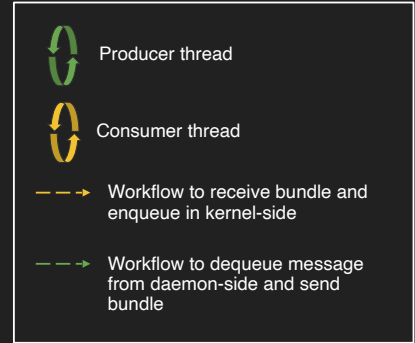 Producer thread
Consumer thread
Workflow to receive bundle and
enqueue in kernel-side
Workflow to dequeue message
from daemon-side and send
bundle